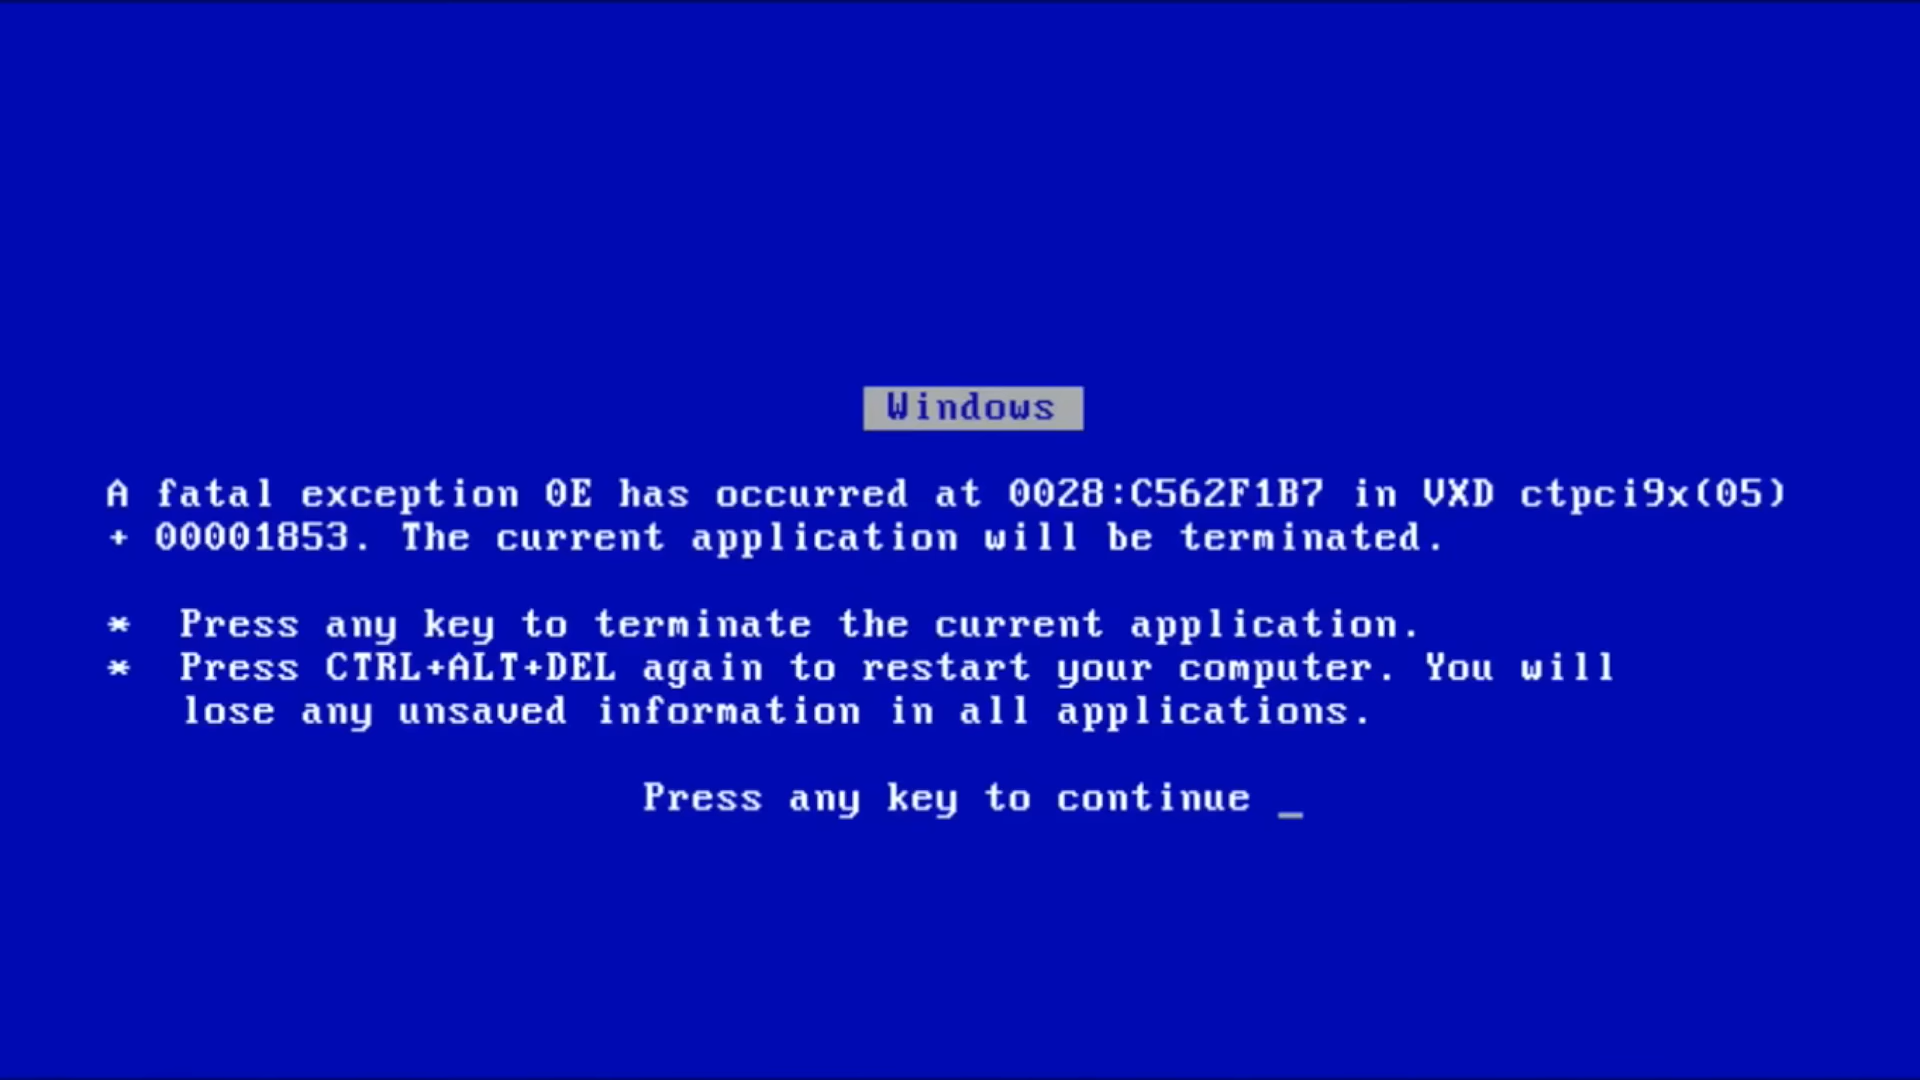 Windows
A fatal exception 0E has occurred at 0028:C562F1B7 in VXD ctpci9x(05)
+ 00001853. The current application will be terminated.
* Press any key to terminate the current application.
* Press CTRL+ALT+DEL again to restart your computer. You will
lose any unsaved information in all applications.
Press any key to continue _